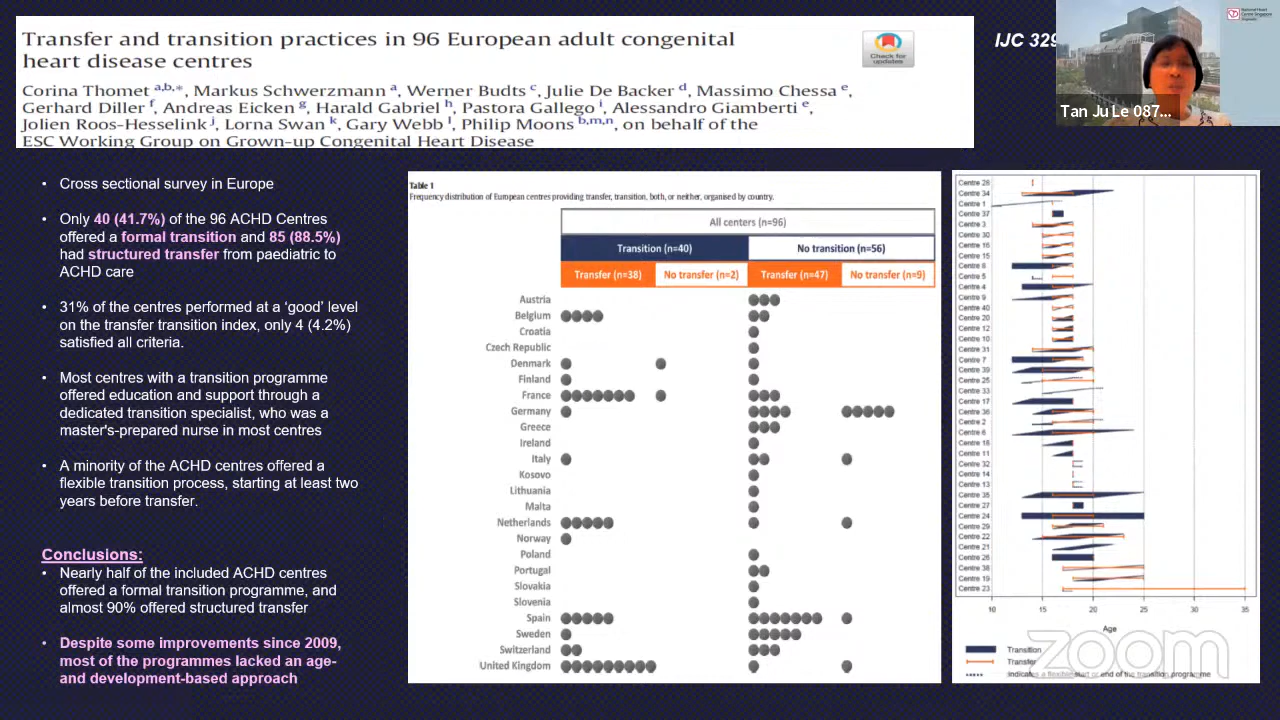 Transfer and transition practices in 96 European adult congenital
heart disease centres
Check for
updates
Corina Thomet a,b,*, Markus Schwerzmann a, Werner Budts c, Julie De Backer d, Massimo Chessa e,
Gerhard Diller f, Andreas Eicken g, Harald Gabriel h, Pastora Gallego i, Alessandro Giamberti e,
Jolien Roos-Hesselink j, Lorna Swan k, Gary Webb l, Philip Moons b,m,n, on behalf of the
ESC Working Group on Grown-up Congenital Heart Disease
IJC 329
National Heart
Centre Singapore
Tan Ju Le 087...
• Cross sectional survey in Europe
• Only 40 (41.7%) of the 96 ACHD Centres
offered a formal transition and 85 (88.5%)
had structured transfer from paediatric to
ACHD care
• 31% of the centres performed at a ‘good’ level
on the transfer transition index, only 4 (4.2%)
satisfied all criteria.
• Most centres with a transition programme
offered education and support through a
dedicated transition specialist, who was a
master's-prepared nurse in most centres
• A minority of the ACHD centres offered a
flexible transition process, starting at least two
years before transfer.
Conclusions:
• Nearly half of the included ACHD centres
offered a formal transition programme, and
almost 90% offered structured transfer
• Despite some improvements since 2009,
most of the programmes lacked an age-
and development-based approach
Table 1
Frequency distribution of European centres providing transfer, transition, both, or neither, organised by country.
All centers (n=96)
Transition (n=40) No transition (n=56)
Transfer (n=38) No transfer (n=2) Transfer (n=47) No transfer (n=9)
Austria
Belgium
Croatia
Czech Republic
Denmark
Finland
France
Germany
Greece
Ireland
Italy
Kosovo
Lithuania
Malta
Netherlands
Norway
Poland
Portugal
Slovakia
Slovenia
Spain
Sweden
Switzerland
United Kingdom
Centre 28
Centre 34
Centre 1
Centre 37
Centre 3
Centre 30
Centre 16
Centre 15
Centre 8
Centre 5
Centre 4
Centre 9
Centre 40
Centre 20
Centre 12
Centre 10
Centre 31
Centre 7
Centre 39
Centre 25
Centre 33
Centre 17
Centre 36
Centre 2
Centre 6
Centre 18
Centre 11
Centre 32
Centre 14
Centre 13
Centre 35
Centre 27
Centre 24
Centre 29
Centre 22
Centre 21
Centre 26
Centre 38
Centre 19
Centre 23
10 15 20 25 30 35
Age
Transition
Transfer
Indicates a flexible start or end of the transition programme
zoom